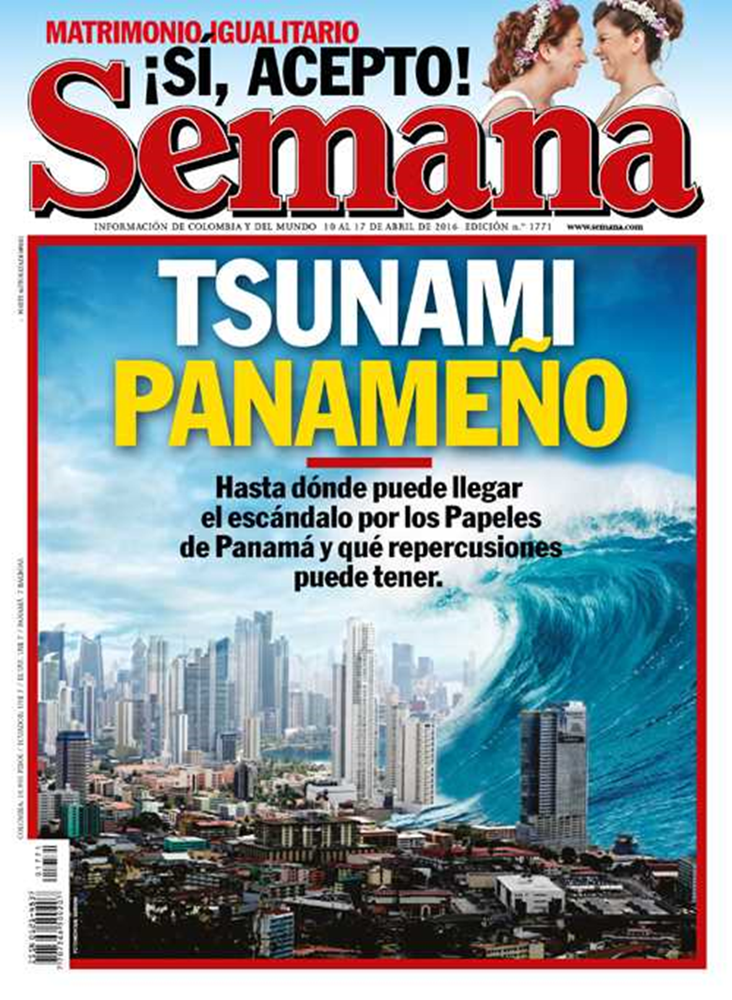 MATRIMONIO IGUALITARIO
¡SÍ, ACEPTO!
Semana
INFORMACIÓN DE COLOMBIA Y DEL MUNDO 10 AL 17 DE ABRIL DE 2016 EDICIÓN n.º 1771 www.semana.com
TSUNAMI
PANAMEÑO
Hasta dónde puede llegar
el escándalo por los Papeles
de Panamá y qué repercusiones
puede tener.
01771